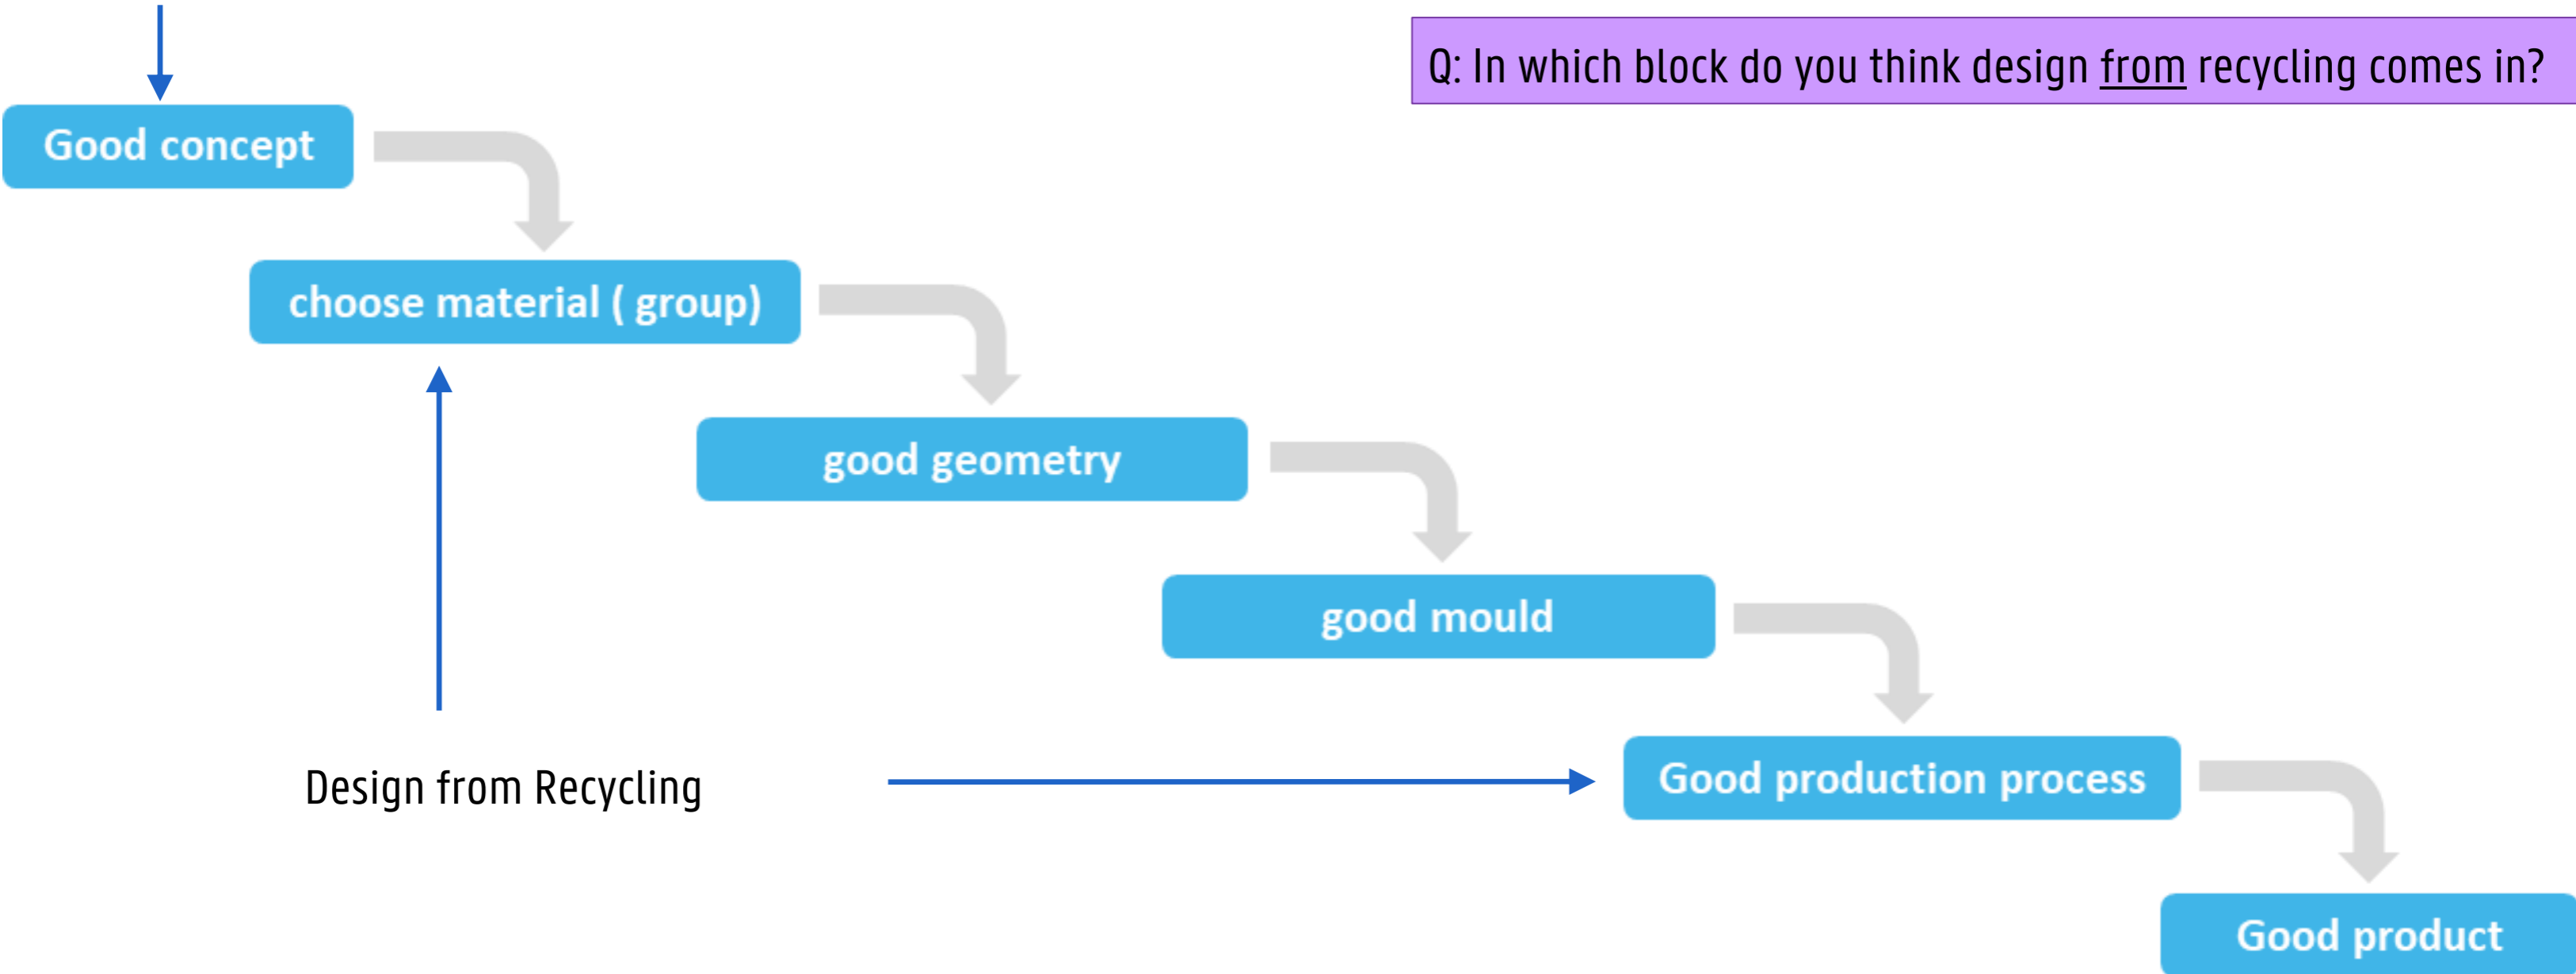 Q: In which block do you think design from recycling comes in?
Good concept
choose material ( group)
good geometry
good mould
Good production process
Design from Recycling
Good product